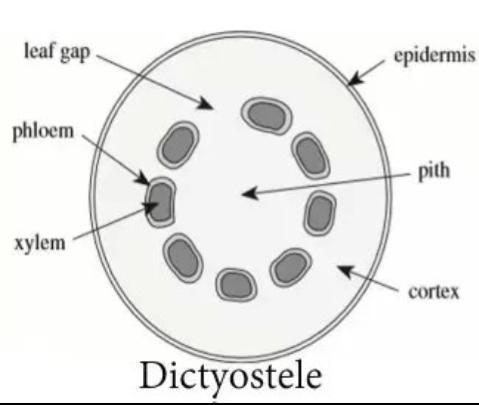 leaf gap
epidermis
phloem
pith
xylem
cortex
Dictyostele